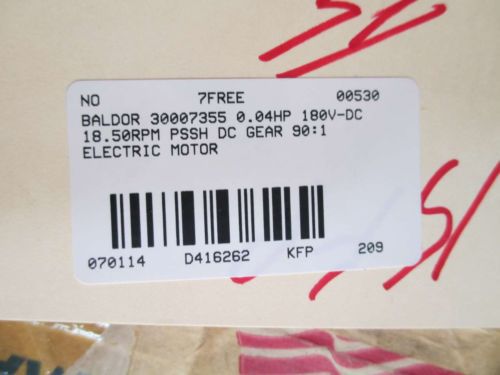 NO 7FREE 00530
BALDOR 30007355 0.04HP 180V-DC
18.50RPM PSSH DC GEAR 90:1
ELECTRIC MOTOR
070114 D416262 KFP 209